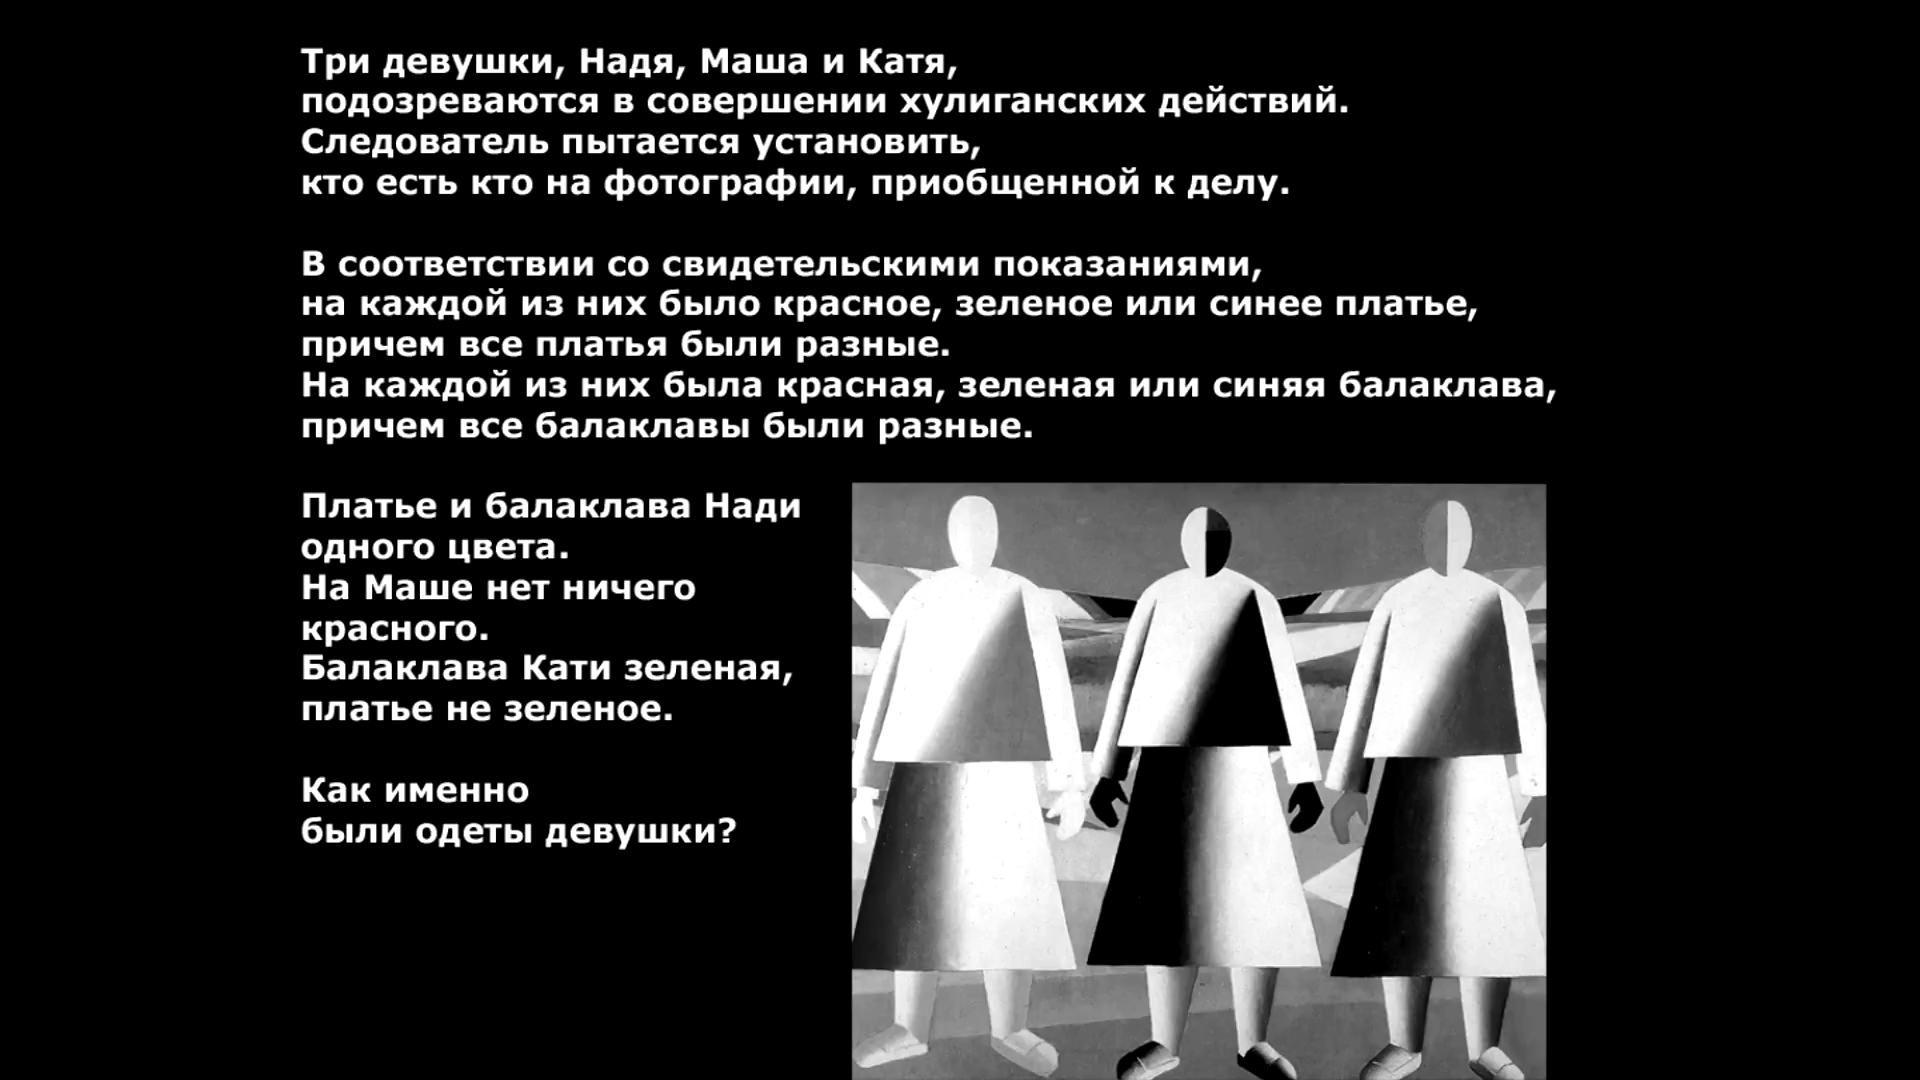 Три девушки, Надя, Маша и Катя,
подозреваются в совершении хулиганских действий.
Следователь пытается установить,
кто есть кто на фотографии, приобщенной к делу.
В соответствии со свидетельскими показаниями,
на каждой из них было красное, зеленое или синее платье,
причем все платья были разные.
На каждой из них была красная, зеленая или синяя балаклава,
причем все балаклавы были разные.
Платье и балаклава Нади
одного цвета.
На Маше нет ничего
красного.
Балаклава Кати зеленая,
платье не зеленое.
Как именно
были одеты девушки?